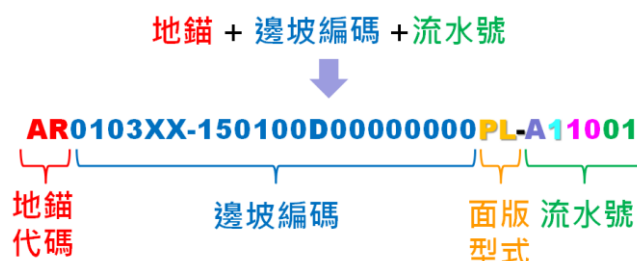 地錨 + 邊坡編碼 +流水號
AR0103XX-150100D00000000PL-A11001
地錨
代碼
邊坡編碼
面版
型式
流水號